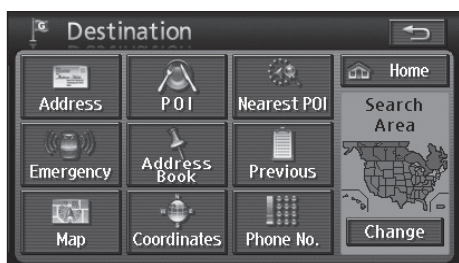 G Destination
Home
Address
POI
Nearest POI
Search
Area
Emergency
Address
Book
Previous
Map
Coordinates
Phone No.
Change